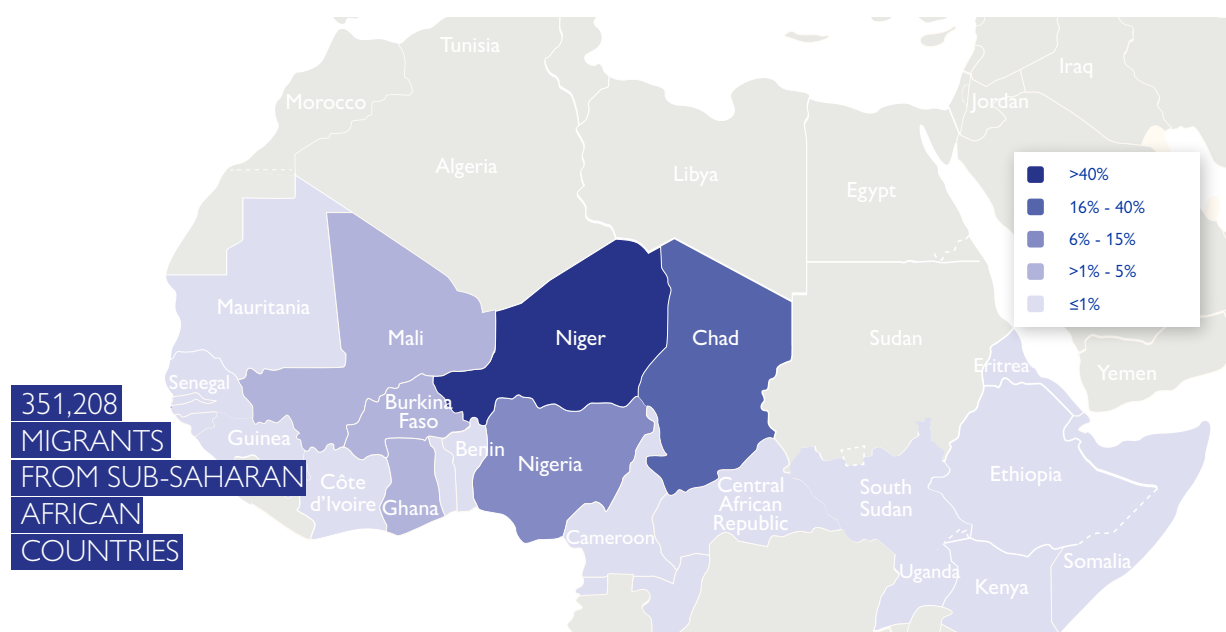 Tunisia
Iraq
Morocco
Jordan
Algeria
Libya
Egypt
>40%
16% - 40%
6% - 15%
>1% - 5%
≤1%
Mauritania
Mali
Niger
Chad
Sudan
Eritrea
Yemen
Senegal
351,208
MIGRANTS
FROM SUB-SAHARAN
AFRICAN
COUNTRIES
Burkina
Faso
Guinea
Benin
Nigeria
Côte
d'Ivoire
Ghana
Central
African
Republic
South
Sudan
Ethiopia
Cameroon
Uganda
Kenya
Somalia